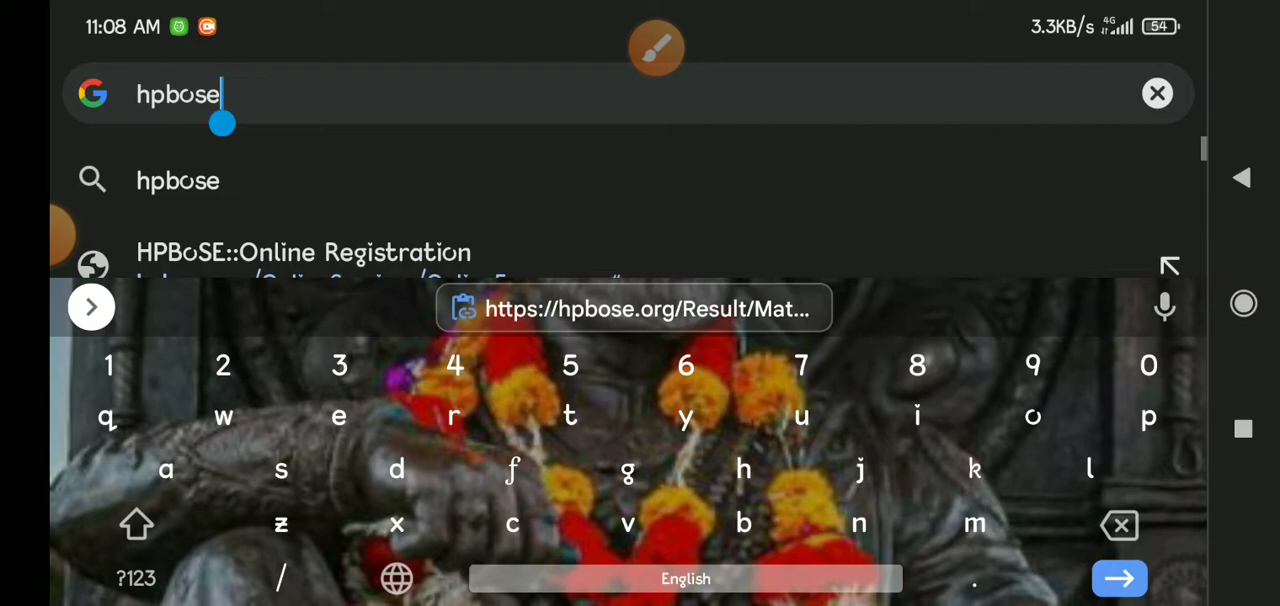 11:08 AM
3.3KB/s 4G 54
hpbose
hpbose
HPBoSE::Online Registration
https://hpbose.org/Result/Mat...
1 2 3 4 5 6 7 8 9 0
q w e r t y u i o p
a s d f g h j k l
z x c v b n m
?123 / English .